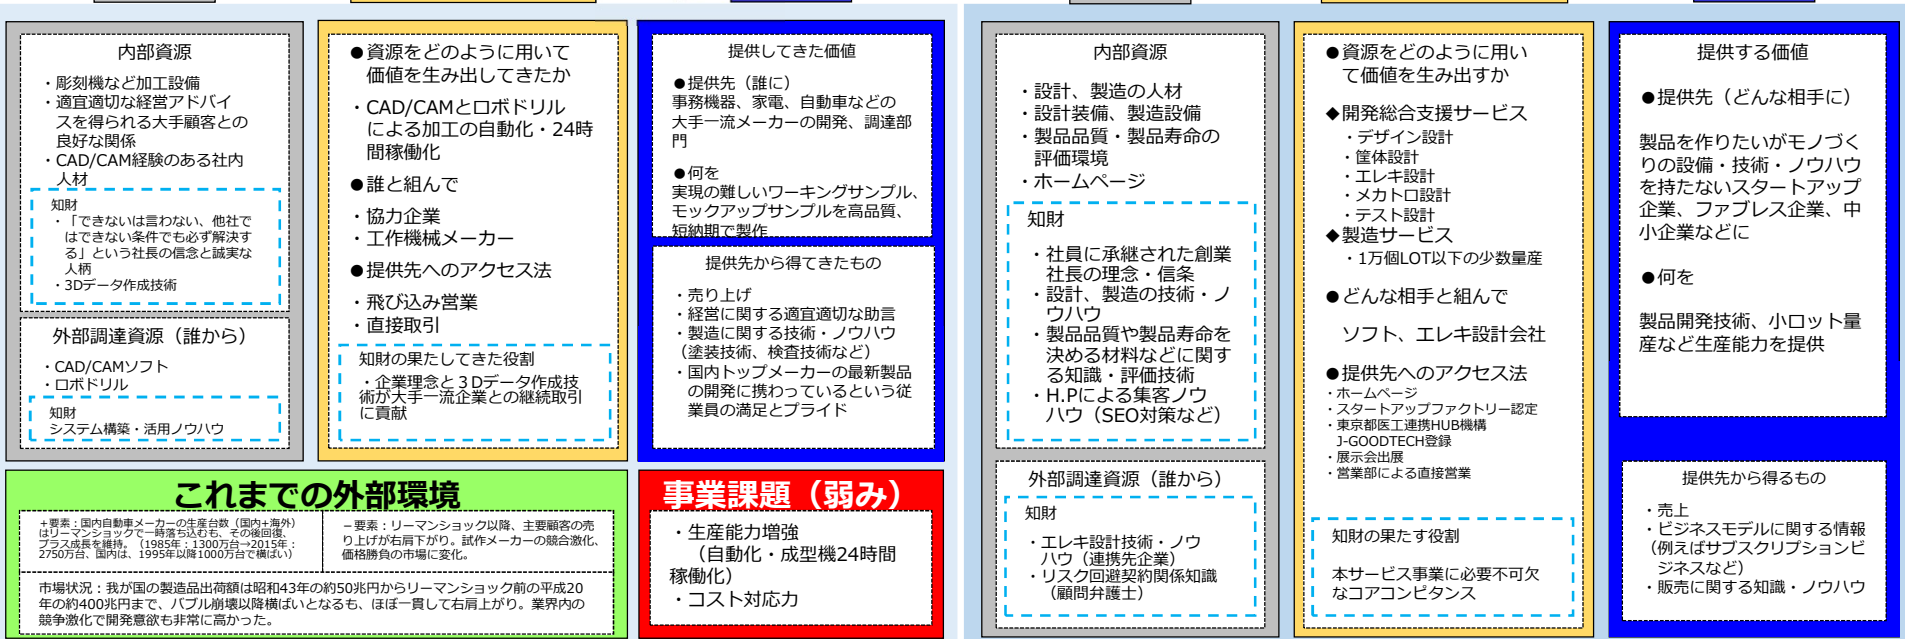 内部資源
・彫刻機など加工設備
・適宜適切な経営アドバイ
スを得られる大手顧客との
良好な関係
・CAD/CAM経験のある社内
人材
知財
・「できないは言わない、他社で
はできない条件でも必ず解決す
る」という社長の信念と誠実な
人柄
・3Dデータ作成技術
外部調達資源（誰から）
・CAD/CAMソフト
・ロボドリル
知財
システム構築・活用ノウハウ
●資源をどのように用いて
価値を生み出してきたか
・CAD/CAMとロボドリル
による加工の自動化・24時
間稼働化
●誰と組んで
・協力企業
・工作機械メーカー
●提供先へのアクセス法
・飛び込み営業
・直接取引
知財の果たしてきた役割
・企業理念と３Dデータ作成技
術が大手一流企業との継続取引
に貢献
提供してきた価値
●提供先（誰に）
事務機器、家電、自動車などの
大手一流メーカーの開発、調達部
門
●何を
実現の難しいワーキングサンプル、
モックアップサンプルを高品質、
短納期で製作
提供先から得てきたもの
・売り上げ
・経営に関する適宜適切な助言
・製造に関する技術・ノウハウ
（塗装技術、検査技術など）
・国内トップメーカーの最新製品
の開発に携わっているという従
業員の満足とプライド
これまでの外部環境
+要素：国内自動車メーカーの生産台数（国内+海外）
はリーマンショックで一時落ち込むも、その後回復、
プラス成長を維持。（1985年：1300万台→2015年：
2750万台、国内は、1995年以降1000万台で横ばい）
－要素：リーマンショック以降、主要顧客の売
り上げが右肩下がり。試作メーカーの競合激化、
価格勝負の市場に変化。
市場状況：我が国の製造品出荷額は昭和43年の約50兆円からリーマンショック前の平成20
年の約400兆円まで、バブル崩壊以降横ばいとなるも、ほぼ一貫して右肩上がり。業界内の
競争激化で開発意欲も非常に高かった。
事業課題（弱み）
・生産能力増強
（自動化・成型機24時間
稼働化）
・コスト対応力
内部資源
・設計、製造の人材
・設計装備、製造設備
・製品品質・製品寿命の
評価環境
・ホームページ
知財
・社員に承継された創業
社長の理念・信条
・設計、製造の技術・ノ
ウハウ
・製品品質や製品寿命を
決める材料などに関す
る知識・評価技術
・H.Pによる集客ノウ
ハウ（SEO対策など）
外部調達資源（誰から）
知財
・エレキ設計技術・ノウ
ハウ（連携先企業）
・リスク回避契約関係知識
（顧問弁護士）
●資源をどのように用い
て価値を生み出すか
◆開発総合支援サービス
・デザイン設計
・筐体設計
・エレキ設計
・メカトロ設計
・テスト設計
◆製造サービス
・1万個LOT以下の少数量産
●どんな相手と組んで
ソフト、エレキ設計会社
●提供先へのアクセス法
・ホームページ
・スタートアップファクトリー認定
・東京都医工連携HUB機構
J-GOODTECH登録
・展示会出展
・営業部による直接営業
知財の果たす役割
本サービス事業に必要不可欠
なコアコンピタンス
提供する価値
●提供先（どんな相手に）
製品を作りたいがモノづく
りの設備・技術・ノウハウ
を持たないスタートアップ
企業、ファブレス企業、中
小企業などに
●何を
製品開発技術、小ロット量
産など生産能力を提供
提供先から得るもの
・売上
・ビジネスモデルに関する情報
（例えばサブスクリプションビ
ジネスなど）
・販売に関する知識・ノウハウ